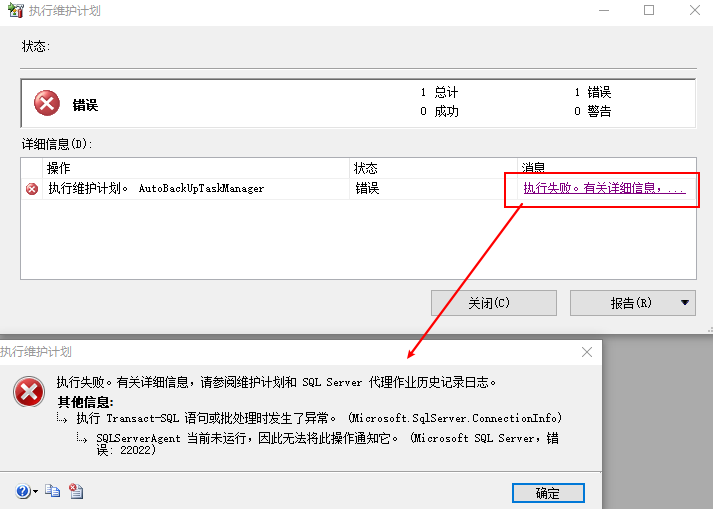 执行维护计划
状态:
错误
1 总计
1 错误
0 成功
0 警告
详细信息(D):
操作 状态 消息
执行维护计划。 AutoBackUpTaskManager 错误 执行失败。有关详细信息，...
关闭(C) 报告(R)
执行维护计划
执行失败。有关详细信息，请参阅维护计划和 SQL Server 代理作业历史记录日志。
其他信息:
执行 Transact-SQL 语句或批处理时发生了异常。 (Microsoft.SqlServer.ConnectionInfo)
SQLServerAgent 当前未运行，因此无法将此操作通知它。 (Microsoft SQL Server，错
误: 22022)
确定